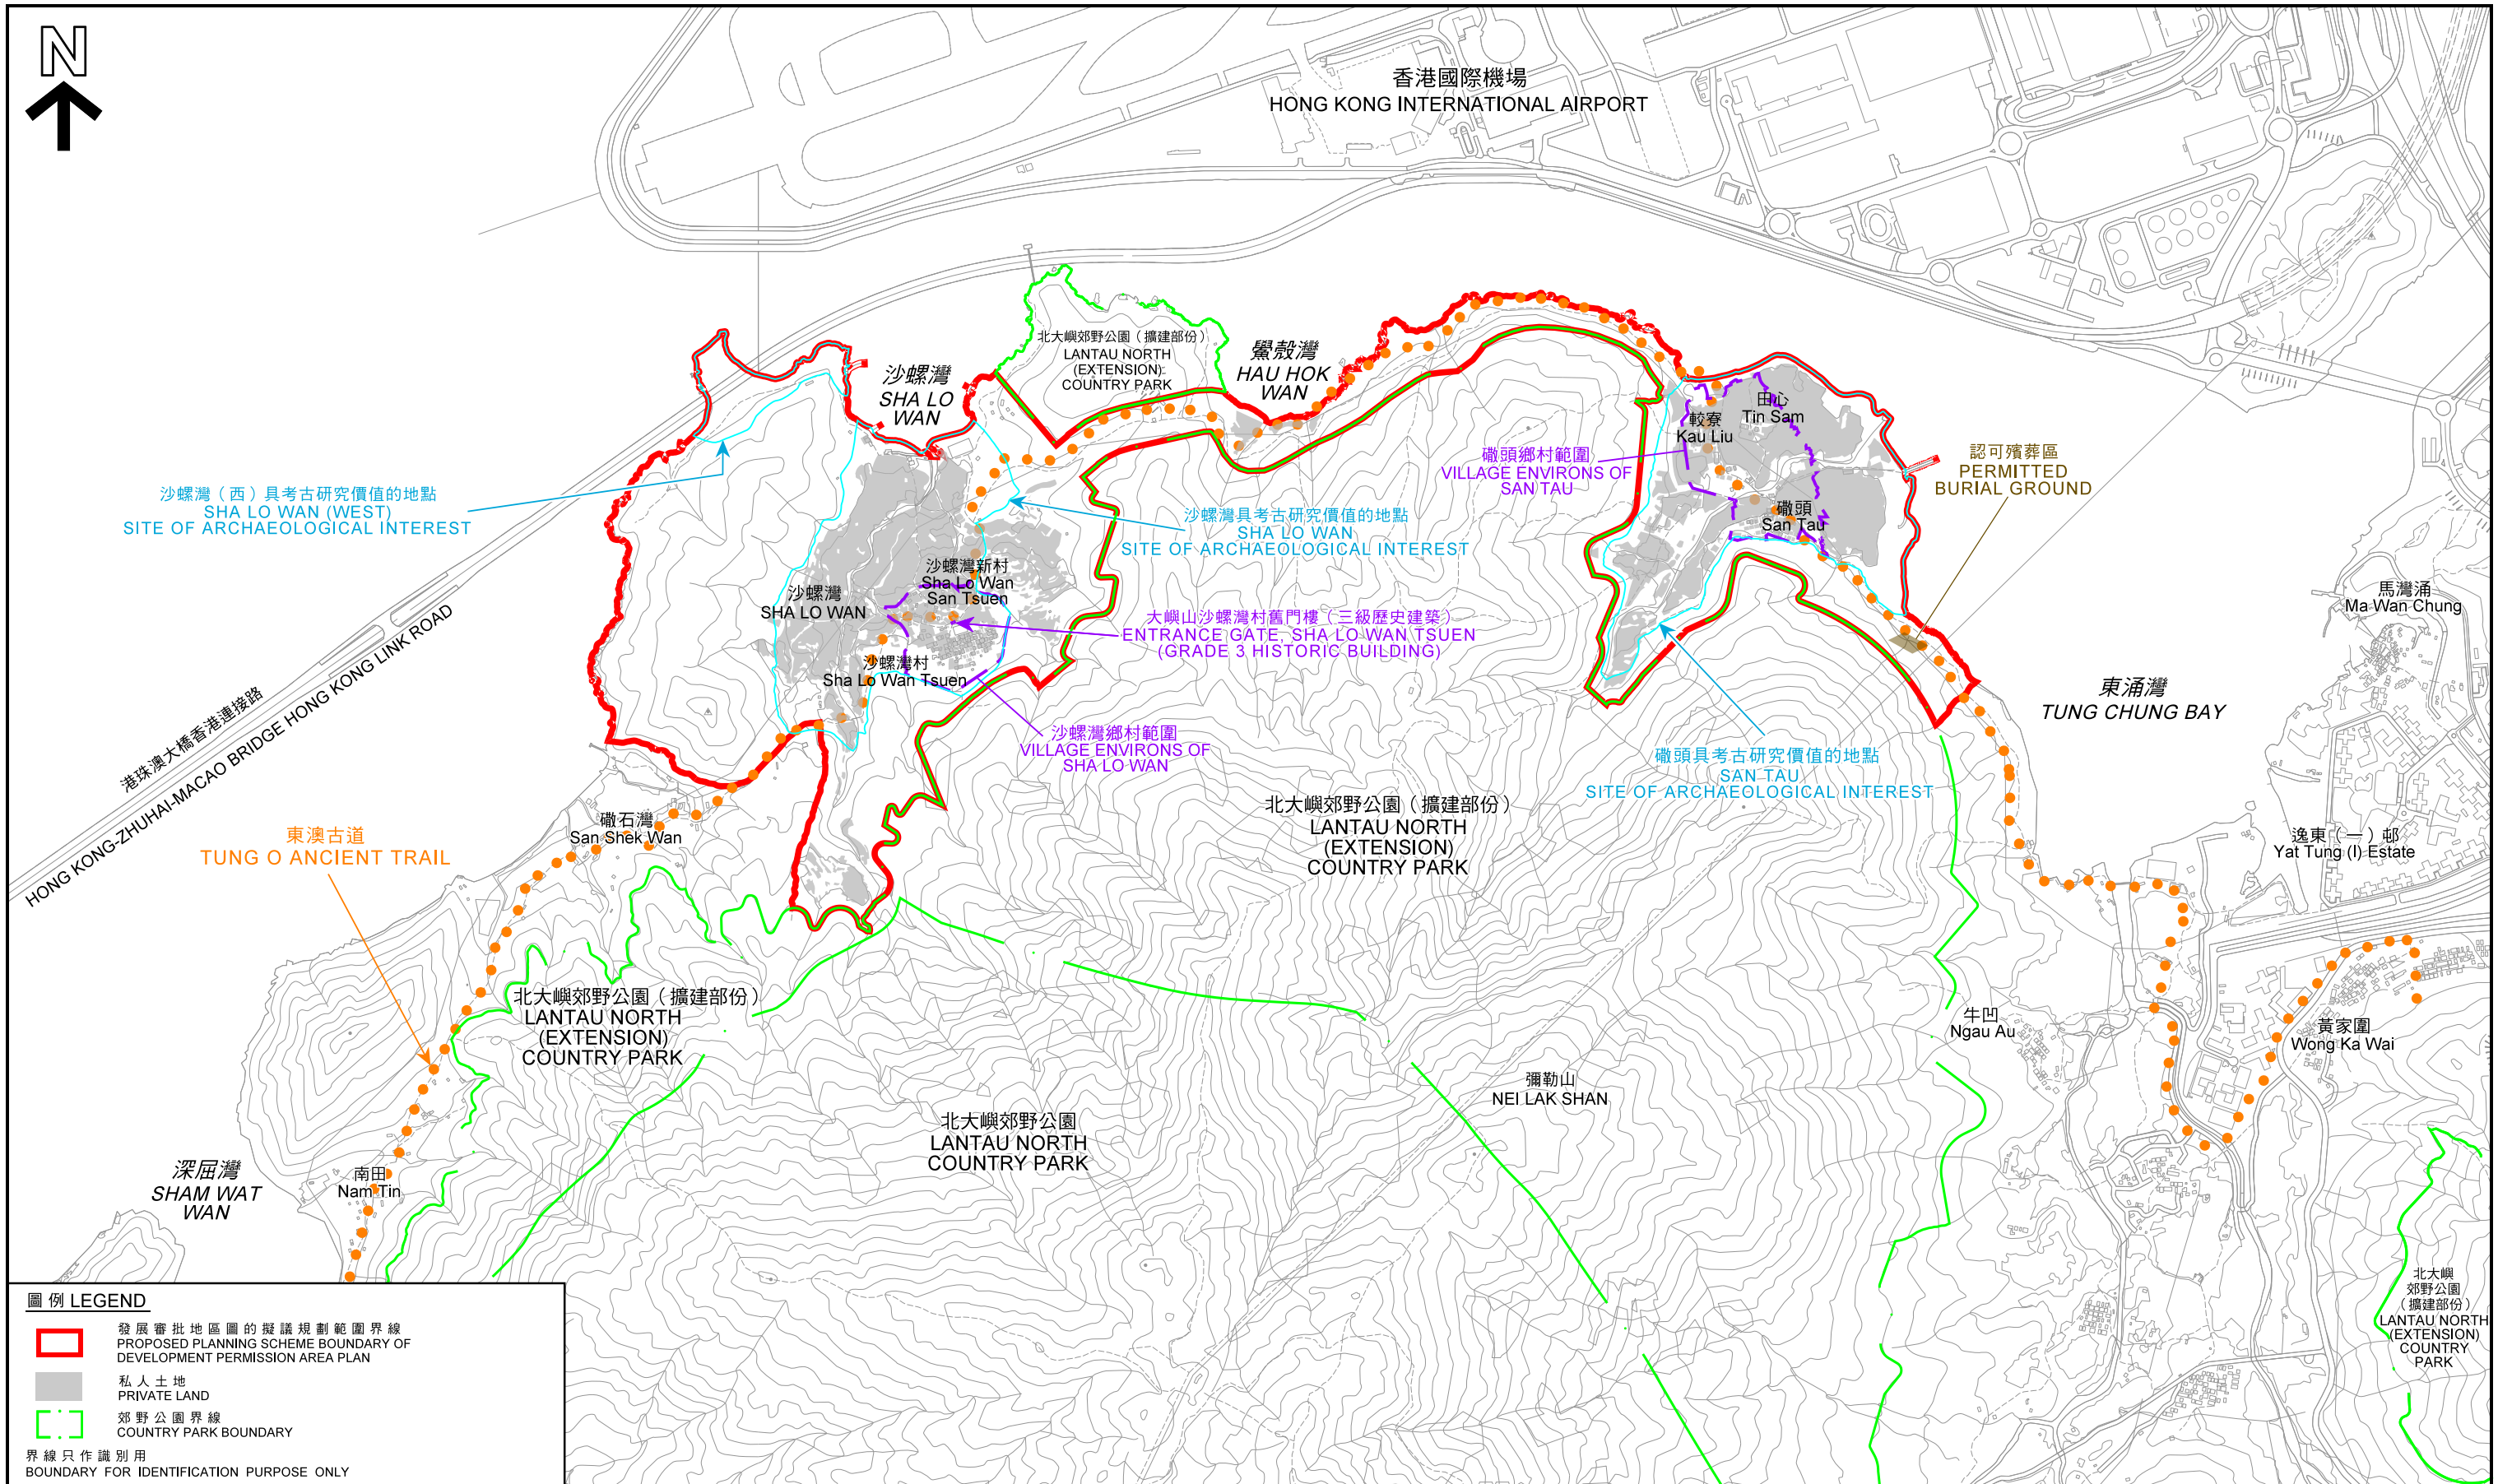 N
香港國際機場
HONG KONG INTERNATIONAL AIRPORT
北大嶼郊野公園（擴建部份）
LANTAU NORTH
(EXTENSION)
COUNTRY PARK
鱟殼灣
HAU HOK
WAN
沙螺灣
SHA LO
WAN
田心
Tin Sam
較寮
Kau Liu
磡頭鄉村範圍
VILLAGE ENVIRONS OF
SAN TAU
認可殯葬區
PERMITTED
BURIAL GROUND
沙螺灣（西）具考古研究價值的地點
SHA LO WAN (WEST)
SITE OF ARCHAEOLOGICAL INTEREST
沙螺灣具考古研究價值的地點
SHA LO WAN
SITE OF ARCHAEOLOGICAL INTEREST
磡頭
San Tau
沙螺灣新村
Sha Lo Wan
San Tsuen
沙螺灣
SHA LO WAN
馬灣涌
Ma Wan Chung
大嶼山沙螺灣村舊門樓（三級歷史建築）
ENTRANCE GATE, SHA LO WAN TSUEN
(GRADE 3 HISTORIC BUILDING)
沙螺灣村
Sha Lo Wan Tsuen
東涌灣
TUNG CHUNG BAY
港珠澳大橋香港連接路
HONG KONG-ZHUHAI-MACAO BRIDGE HONG KONG LINK ROAD
沙螺灣鄉村範圍
VILLAGE ENVIRONS OF
SHA LO WAN
磡頭具考古研究價值的地點
SAN TAU
SITE OF ARCHAEOLOGICAL INTEREST
北大嶼郊野公園（擴建部份）
LANTAU NORTH
(EXTENSION)
COUNTRY PARK
磡石灣
San Shek Wan
東澳古道
TUNG O ANCIENT TRAIL
逸東（一）邨
Yat Tung (I) Estate
北大嶼郊野公園（擴建部份）
LANTAU NORTH
(EXTENSION)
COUNTRY PARK
牛凹
Ngau Au
黃家圍
Wong Ka Wai
彌勒山
NEI LAK SHAN
北大嶼郊野公園
LANTAU NORTH
COUNTRY PARK
深屈灣
SHAM WAT
WAN
南田
Nam Tin
北大嶼
郊野公園
（擴建部份）
LANTAU NORTH
(EXTENSION)
COUNTRY
PARK
圖例 LEGEND
發展審批地區圖的擬議規劃範圍界線
PROPOSED PLANNING SCHEME BOUNDARY OF
DEVELOPMENT PERMISSION AREA PLAN
私人土地
PRIVATE LAND
郊野公園界線
COUNTRY PARK BOUNDARY
界線只作識別用
BOUNDARY FOR IDENTIFICATION PURPOSE ONLY